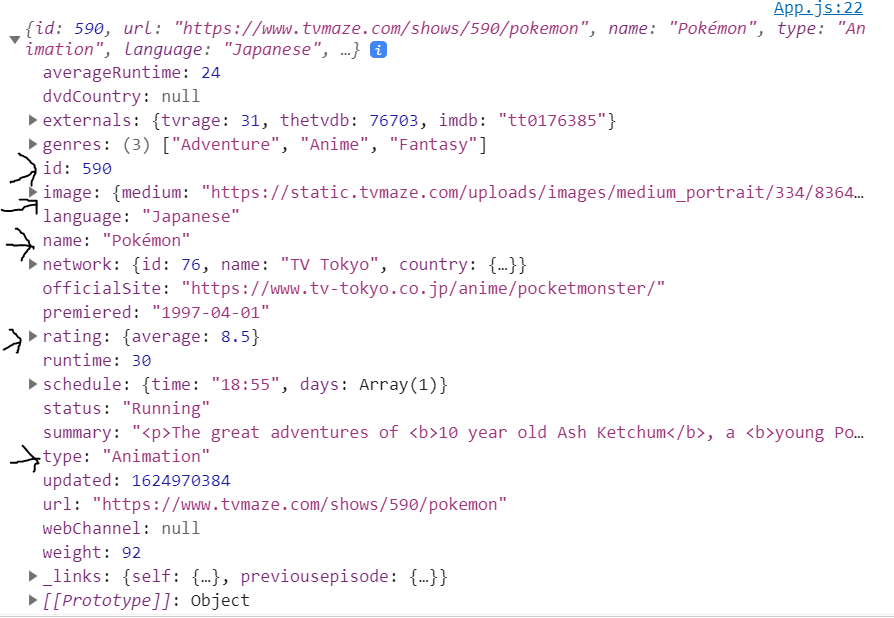 App.js:22
{id: 590, url: "https://www.tvmaze.com/shows/590/pokemon", name: "Pokémon", type: "An
imation", language: "Japanese", …} i
averageRuntime: 24
dvdCountry: null
externals: {tvrage: 31, thetvdb: 76703, imdb: "tt0176385"}
genres: (3) ["Adventure", "Anime", "Fantasy"]
id: 590
image: {medium: "https://static.tvmaze.com/uploads/images/medium_portrait/334/8364…
language: "Japanese"
name: "Pokémon"
network: {id: 76, name: "TV Tokyo", country: {…}}
officialSite: "https://www.tv-tokyo.co.jp/anime/pocketmonster/"
premiered: "1997-04-01"
rating: {average: 8.5}
runtime: 30
schedule: {time: "18:55", days: Array(1)}
status: "Running"
summary: "<p>The great adventures of <b>10 year old Ash Ketchum</b>, a <b>young Po…
type: "Animation"
updated: 1624970384
url: "https://www.tvmaze.com/shows/590/pokemon"
webChannel: null
weight: 92
_links: {self: {…}, previousepisode: {…}}
[[Prototype]]: Object